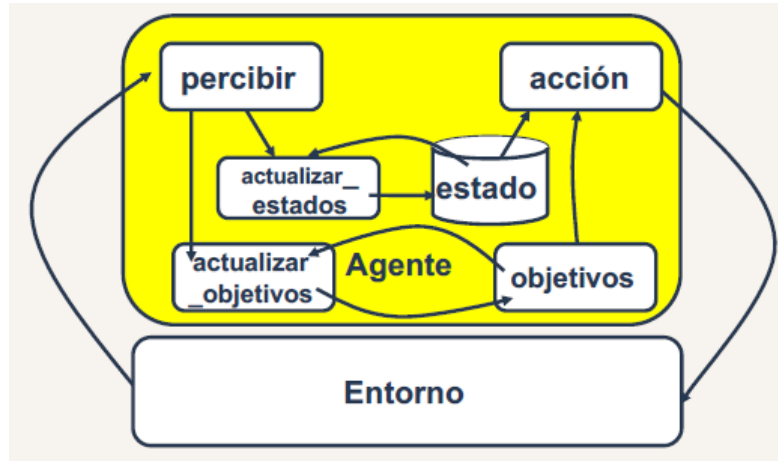 percibir
acción
actualizar_
estados
estado
actualizar
_objetivos
Agente
objetivos
Entorno